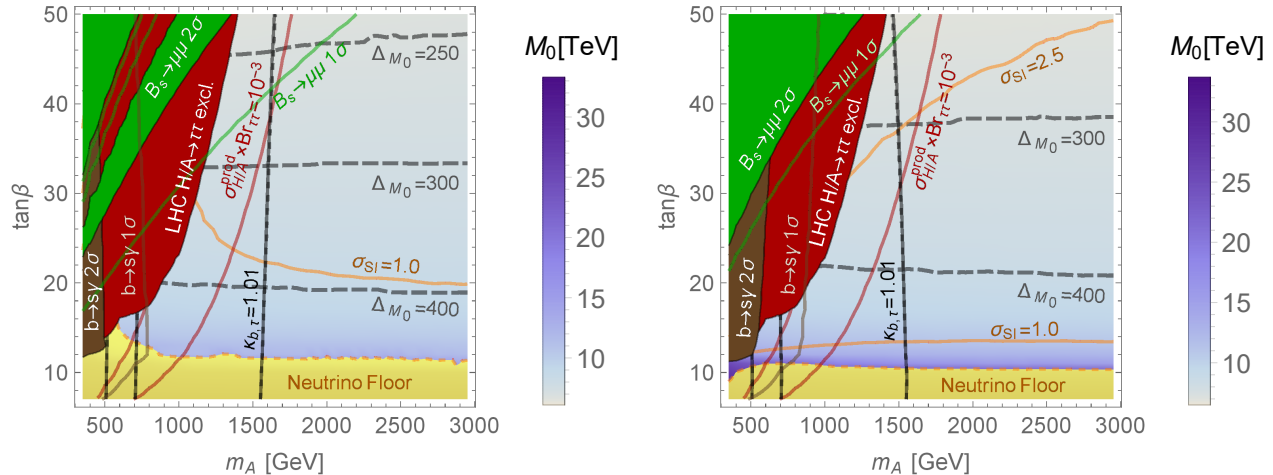 M₀[TeV]
50
40
30
20
10
tanβ
500
1000
1500
2000
2500
3000
m_A [GeV]
B_s→μμ 2σ
B_s→μμ 1σ
LHC H/A→ττ excl.
σ^prod_H/A×Br_ττ=10⁻³
b→sγ 2σ
b→sγ 1σ
κ_b,τ=1.01
σ_SI=1.0
Δ_M₀=250
Δ_M₀=300
Δ_M₀=400
Neutrino Floor
30
25
20
15
10
M₀[TeV]
50
40
30
20
10
tanβ
500
1000
1500
2000
2500
3000
m_A [GeV]
B_s→μμ 2σ
B_s→μμ 1σ
LHC H/A→ττ excl.
σ^prod_H/A×Br_ττ=10⁻³
b→sγ 2σ
b→sγ 1σ
κ_b,τ=1.01
σ_SI=2.5
Δ_M₀=300
Δ_M₀=400
σ_SI=1.0
Neutrino Floor
30
25
20
15
10